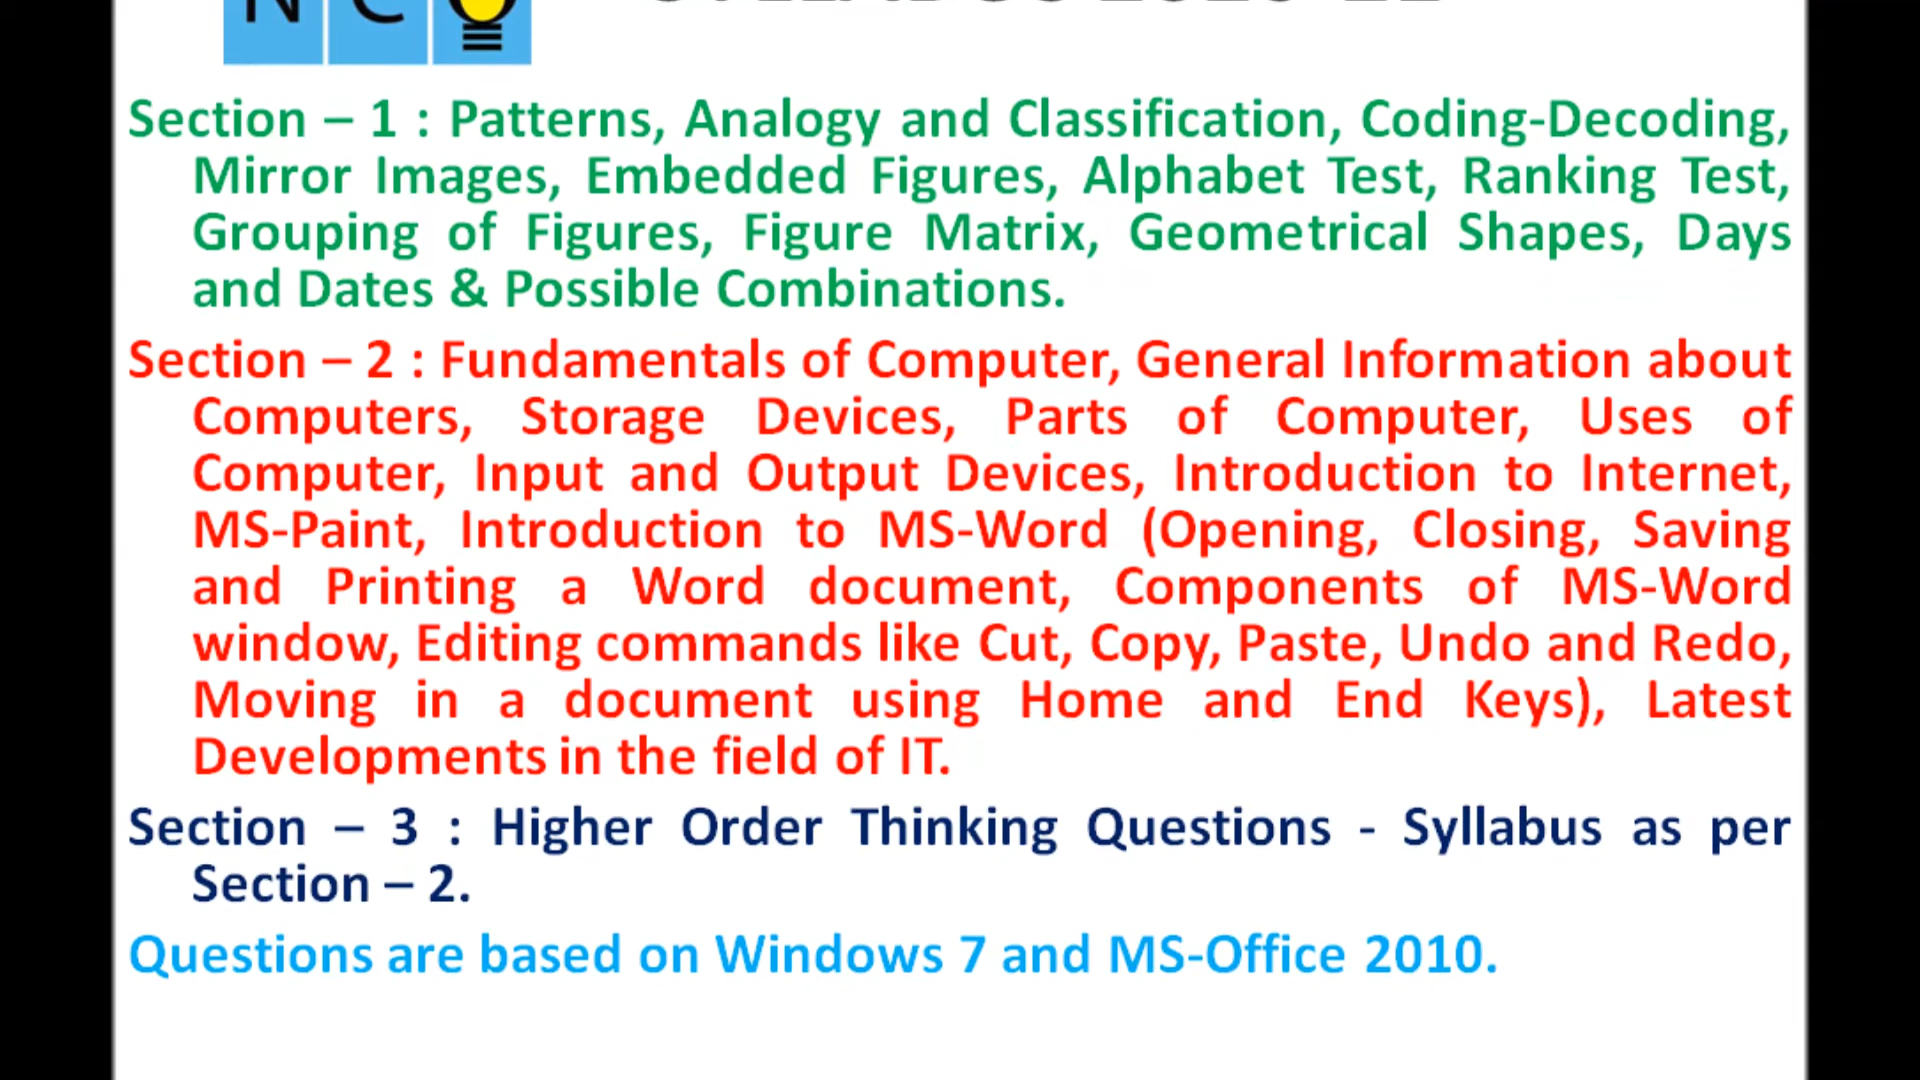 N C O
Section – 1 : Patterns, Analogy and Classification, Coding-Decoding,
Mirror Images, Embedded Figures, Alphabet Test, Ranking Test,
Grouping of Figures, Figure Matrix, Geometrical Shapes, Days
and Dates & Possible Combinations.
Section – 2 : Fundamentals of Computer, General Information about
Computers, Storage Devices, Parts of Computer, Uses of
Computer, Input and Output Devices, Introduction to Internet,
MS-Paint, Introduction to MS-Word (Opening, Closing, Saving
and Printing a Word document, Components of MS-Word
window, Editing commands like Cut, Copy, Paste, Undo and Redo,
Moving in a document using Home and End Keys), Latest
Developments in the field of IT.
Section – 3 : Higher Order Thinking Questions - Syllabus as per
Section – 2.
Questions are based on Windows 7 and MS-Office 2010.